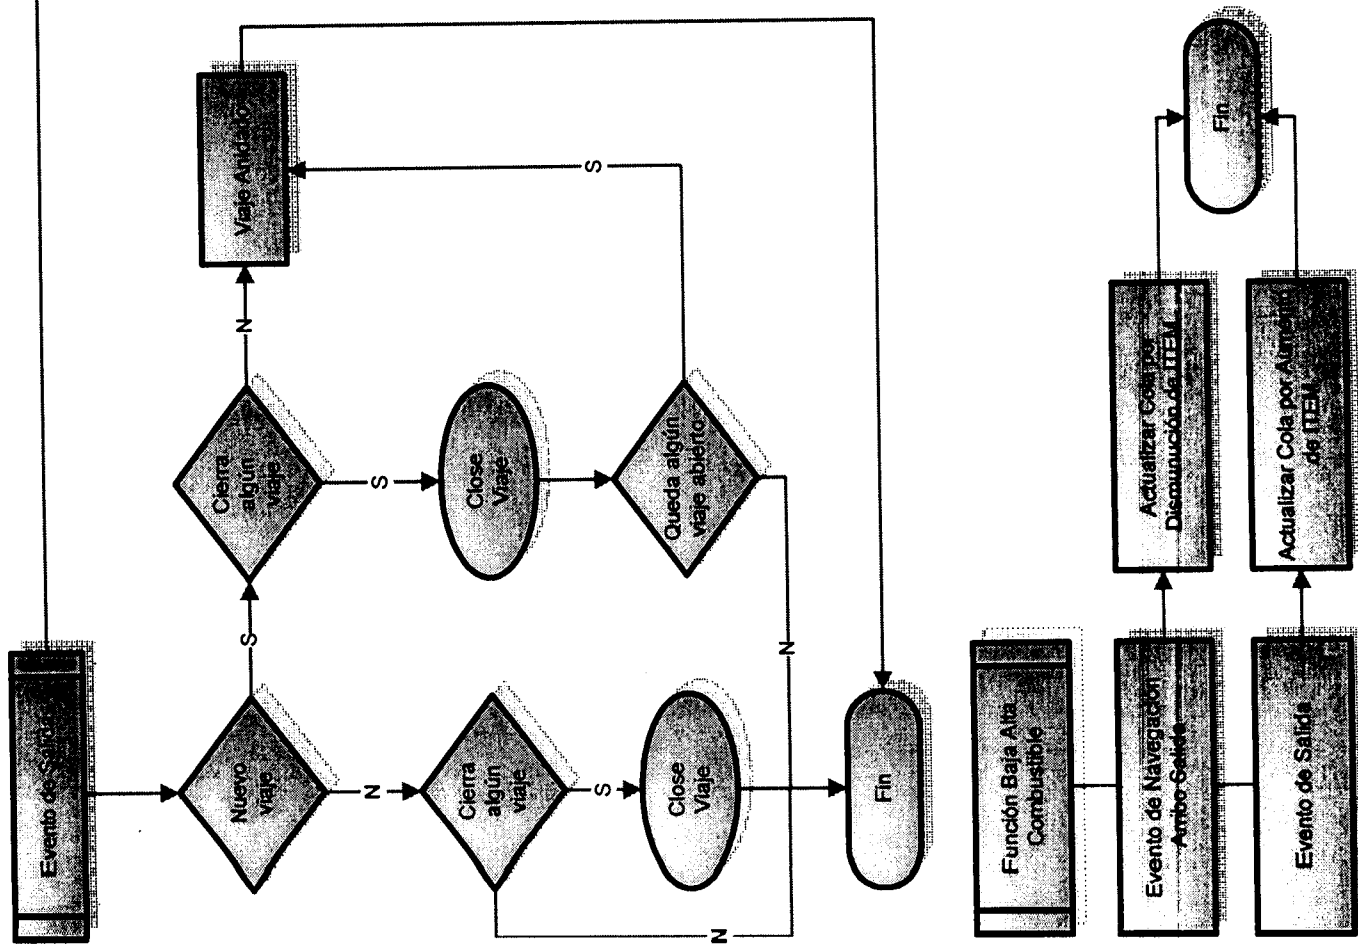 Evento de Salida
Nuevo
viaje
S
N
Cierra
algún
viaje
N
S
Viaje Anidado
Close
Viaje
Queda algún
viaje abierto
S
N
Cierra
algún
viaje
S
N
Close
Viaje
Fin
Función Baja Alta
Combustible
Evento de Navegación
Arribo Salida
Evento de Salida
Actualizar Cola por
Disminución de ITEM
Actualizar Cola por Aumento
de ITEM
Fin